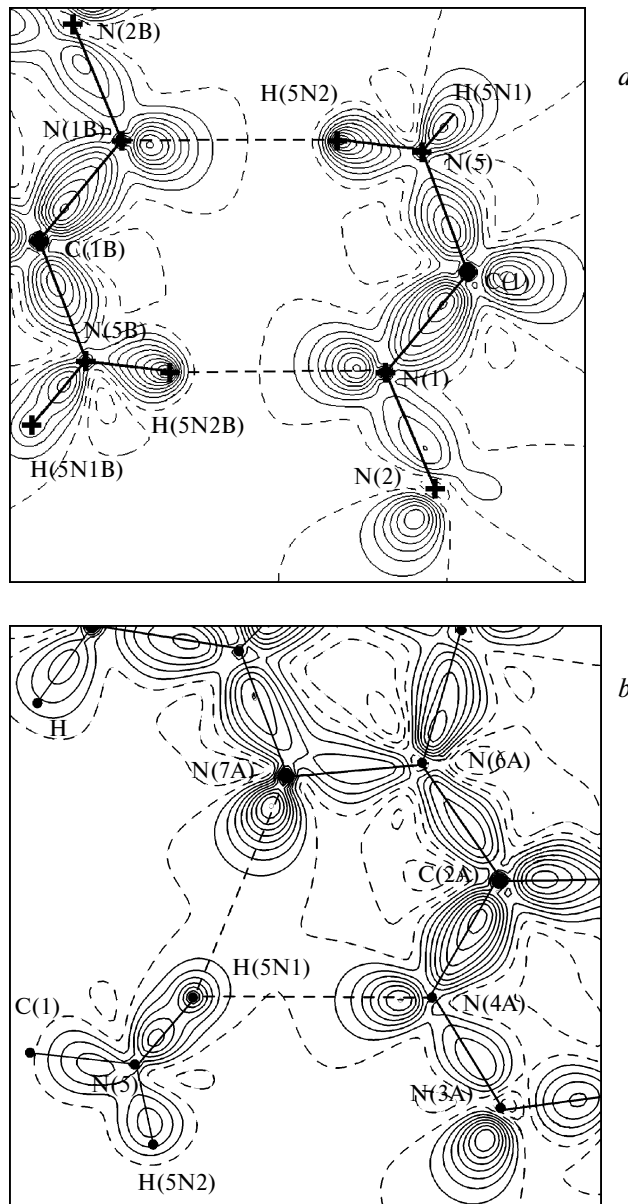 N(2B)
a
H(5N2)
H(5N1)
N(1B)
N(5)
C(1B)
C(1)
N(5B)
N(1)
H(5N2B)
H(5N1B)
N(2)
b
H
N(7A)
N(6A)
C(2A)
H(5N1)
C(1)
N(4A)
N(5)
N(3A)
H(5N2)